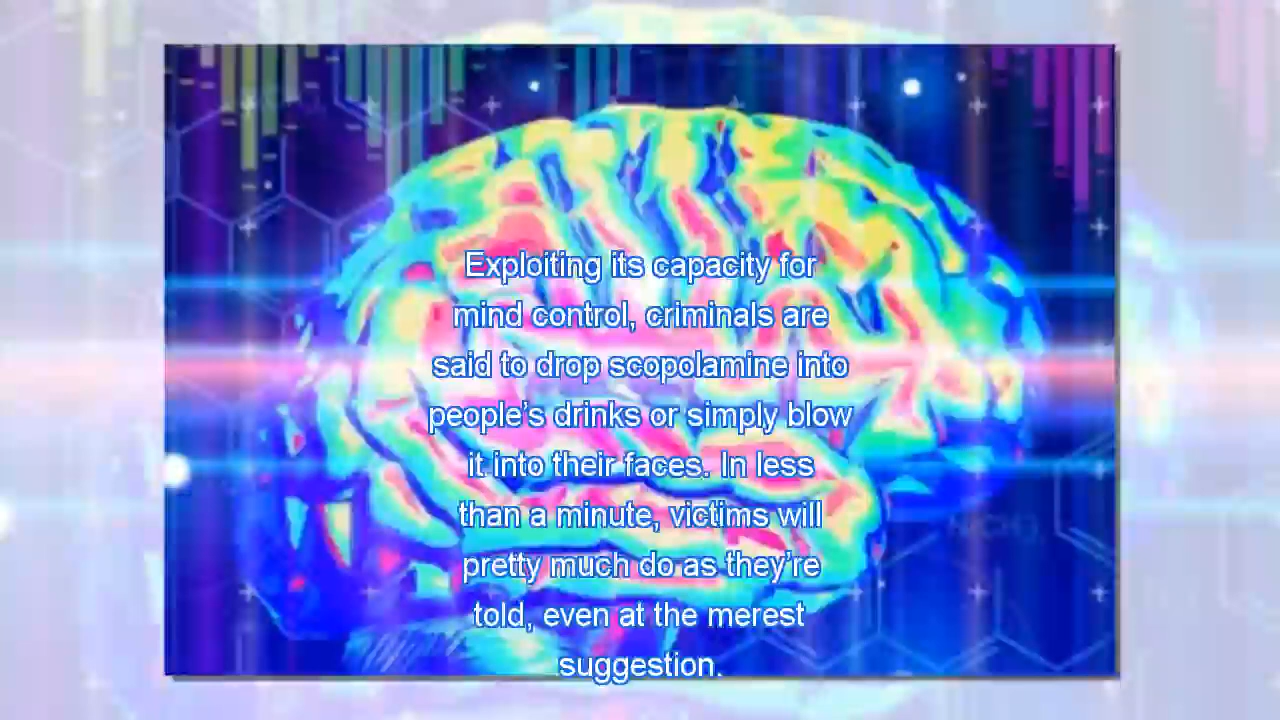 Exploiting its capacity for
mind control, criminals are
said to drop scopolamine into
people’s drinks or simply blow
it into their faces. In less
than a minute, victims will
pretty much do as they’re
told, even at the merest
suggestion.